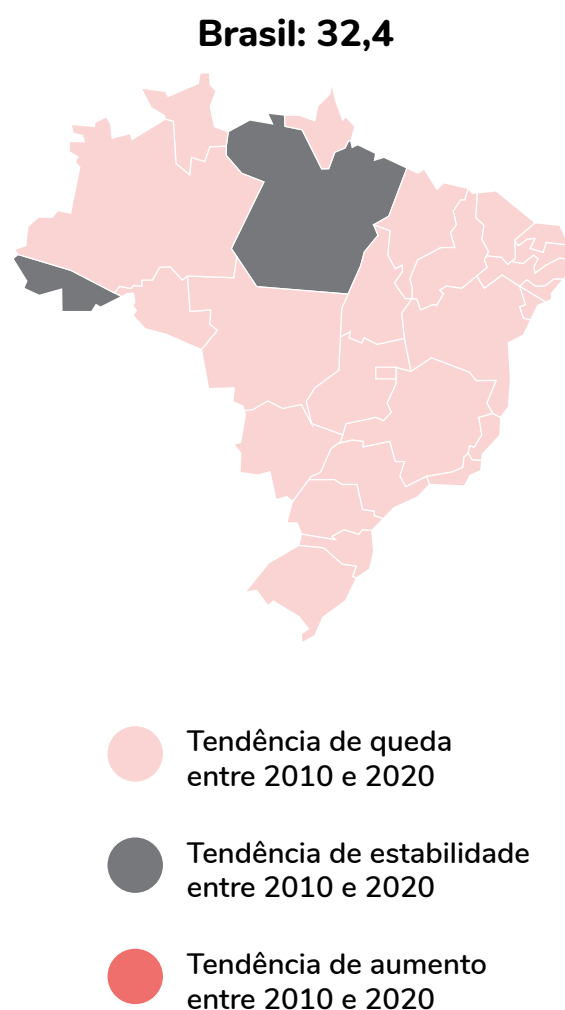 Brasil: 32,4
Tendência de queda
entre 2010 e 2020
Tendência de estabilidade
entre 2010 e 2020
Tendência de aumento
entre 2010 e 2020